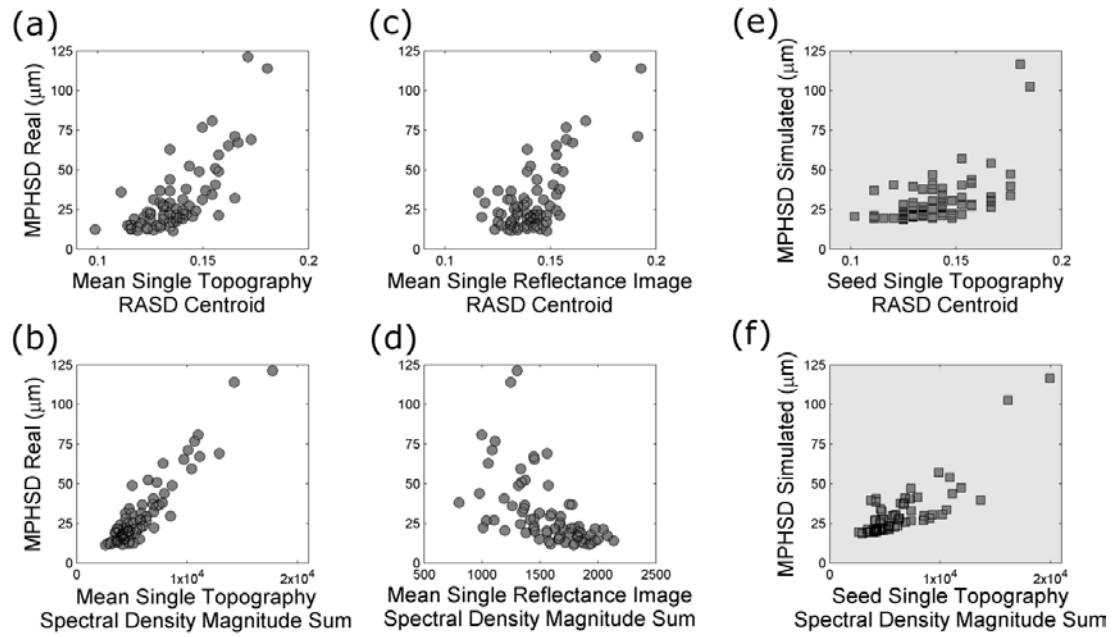 (a)
125
100
75
50
25
0
MPHSD Real (μm)
0.1
0.15
0.2
Mean Single Topography
RASD Centroid
(c)
125
100
75
50
25
0
0.1
0.15
0.2
Mean Single Reflectance Image
RASD Centroid
(e)
125
100
75
50
25
0
MPHSD Simulated (μm)
0.1
0.15
0.2
Seed Single Topography
RASD Centroid
(b)
125
100
75
50
25
0
MPHSD Real (μm)
0
1x10⁴
2x10⁴
Mean Single Topography
Spectral Density Magnitude Sum
(d)
125
100
75
50
25
0
500
1000
1500
2000
2500
Mean Single Reflectance Image
Spectral Density Magnitude Sum
(f)
125
100
75
50
25
0
MPHSD Simulated (μm)
0
1x10⁴
2x10⁴
Seed Single Topography
Spectral Density Magnitude Sum